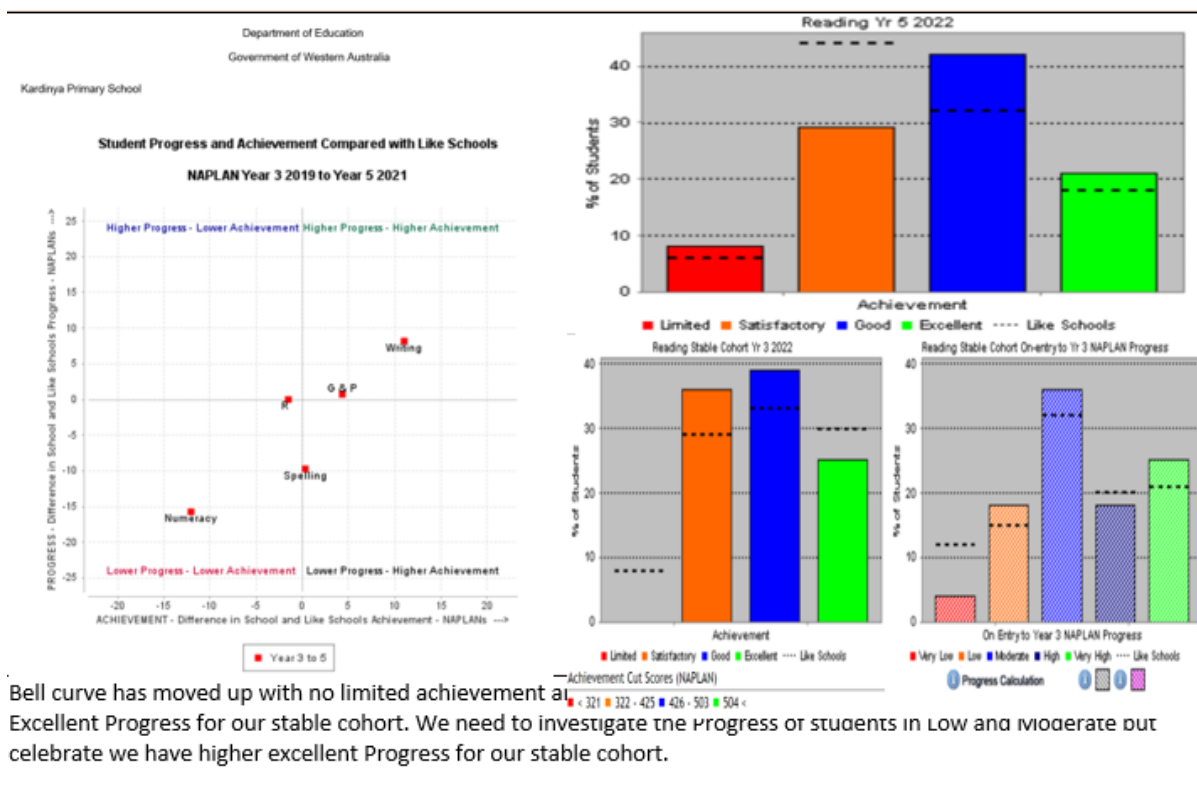 Department of Education
Government of Western Australia
Kardinya Primary School
Student Progress and Achievement Compared with Like Schools
NAPLAN Year 3 2019 to Year 5 2021
PROGRESS - Difference in School and Like Schools Progress - NAPLANs --->
25
20
15
10
5
0
-5
-10
-15
-20
-25
Higher Progress - Lower Achievement
Higher Progress - Higher Achievement
Writing
G & P
R
Spelling
Numeracy
Lower Progress - Lower Achievement
Lower Progress - Higher Achievement
-20 -15 -10 -5 0 5 10 15 20
ACHIEVEMENT - Difference in School and Like Schools Achievement - NAPLANs --->
Year 3 to 5
Reading Yr 5 2022
% of Students
40
30
20
10
0
Achievement
Limited Satisfactory Good Excellent ---- Like Schools
Reading Stable Cohort Yr 3 2022
% of Students
40
30
20
10
0
Achievement
Limited Satisfactory Good Excellent ---- Like Schools
Reading Stable Cohort On-entry to Yr 3 NAPLAN Progress
% of Students
40
30
20
10
0
On Entry to Year 3 NAPLAN Progress
Very Low Low Moderate High Very High ---- Like Schools
Progress Calculation
Achievement Cut Scores (NAPLAN)
< 321 322 - 425 426 - 503 504 <
Bell curve has moved up with no limited achievement
Excellent Progress for our stable cohort. We need to investigate the Progress of students in Low and Moderate but
celebrate we have higher excellent Progress for our stable cohort.